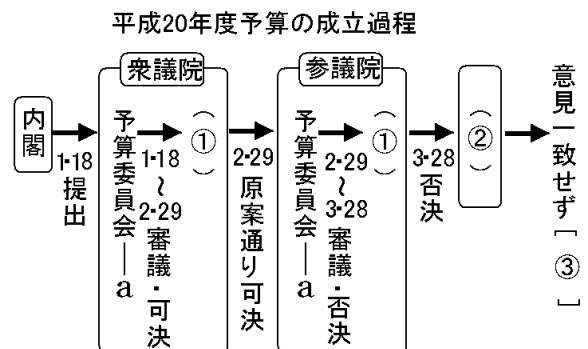 平成20年度予算の成立過程
内閣
1・18
提出
衆議院
予算委員会―a
1・18
~
2・29
審議・可決
(①)
2・29
原案通り可決
参議院
予算委員会―a
2・29
~
3・28
審議・否決
(①)
3・28
否決
(②)
意見一致せず[③]